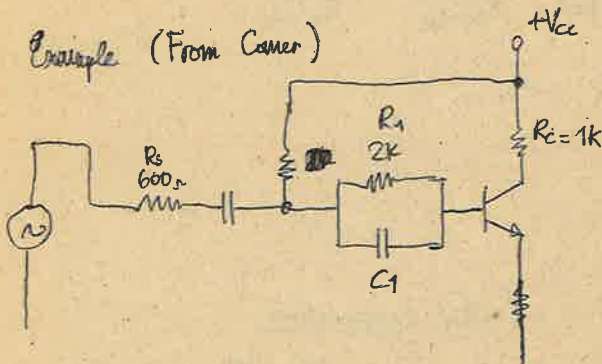 Example (From Comer)
+Vcc
R1
2K
Rc = 1K
Rs
600Ω
C1